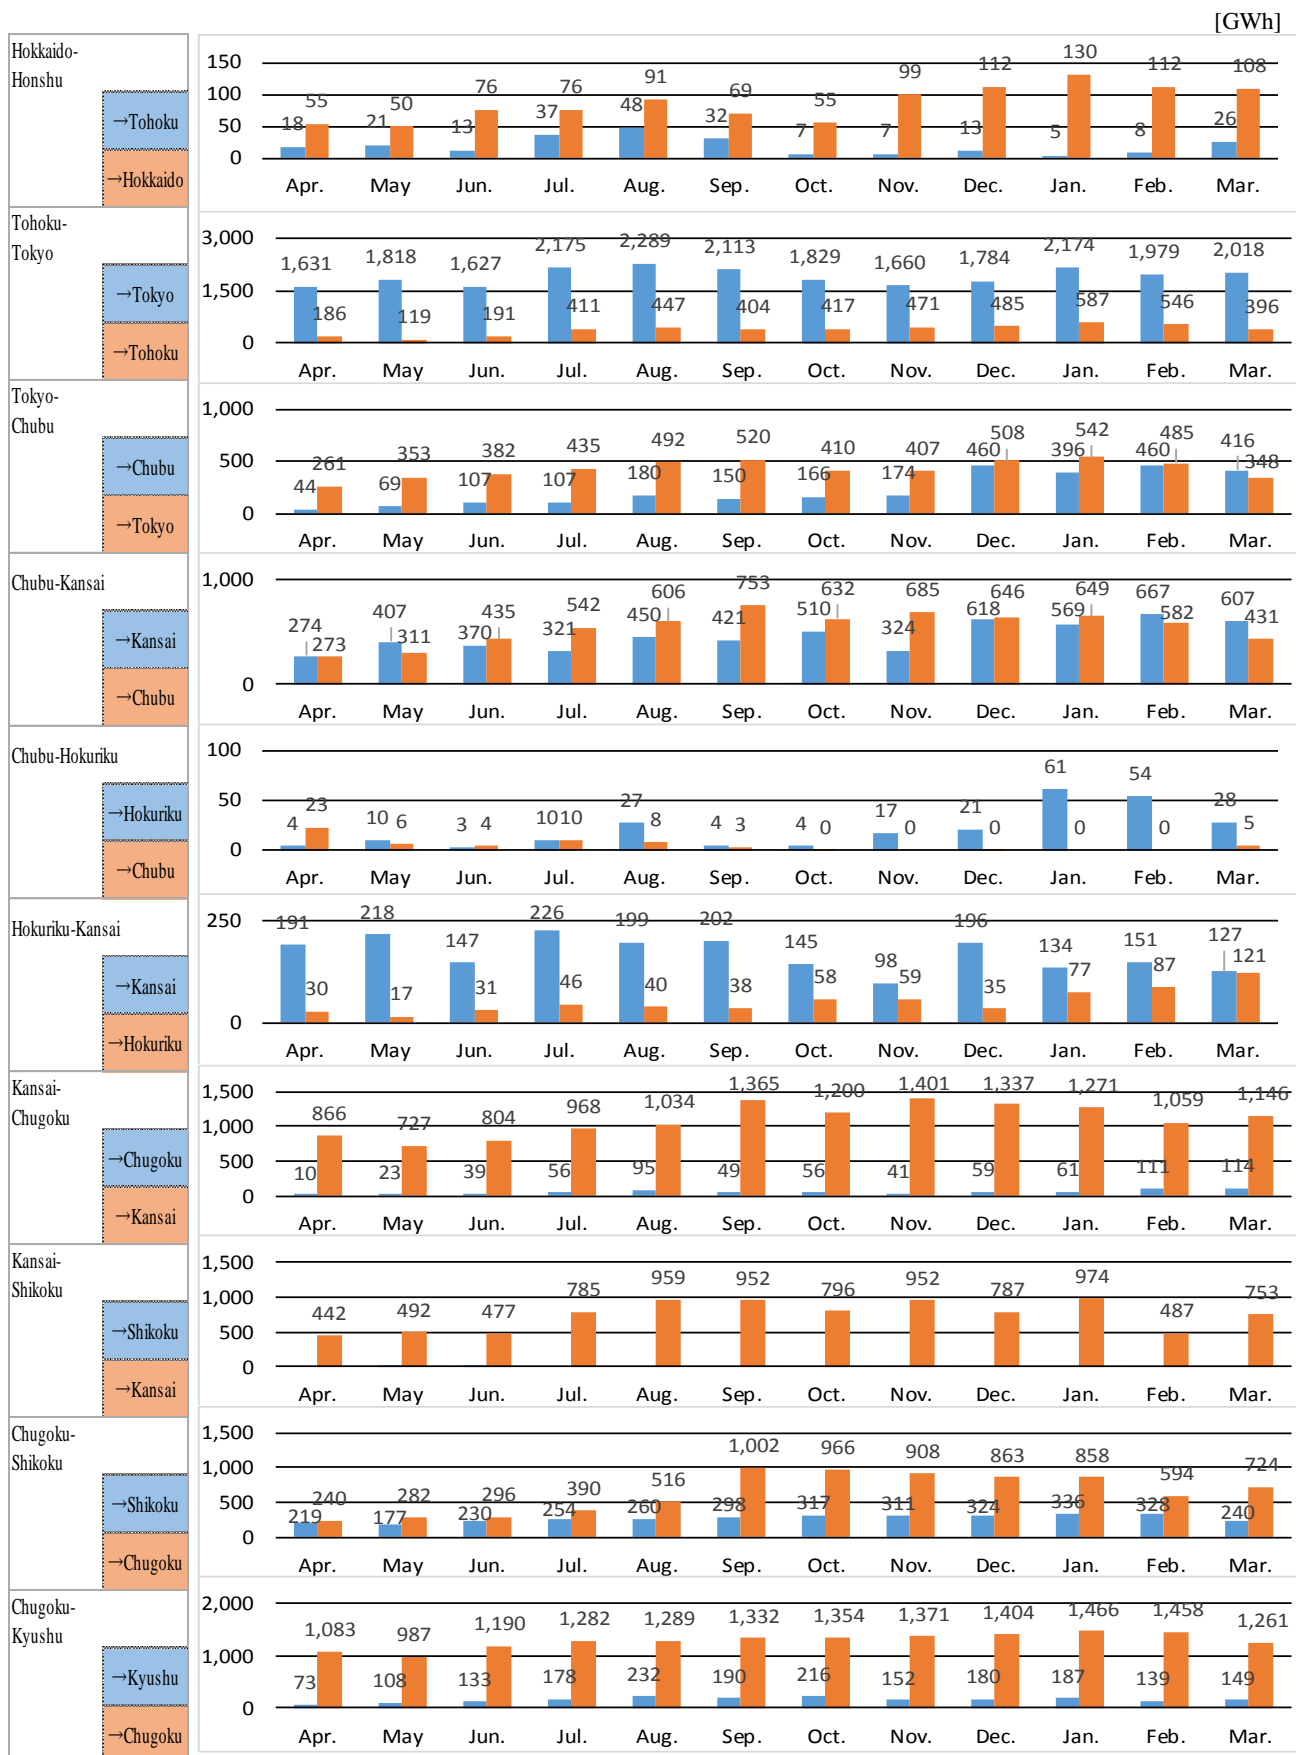 [GWh]
Hokkaido-
Honshu
→Tohoku
→Hokkaido
150
100
50
0
55 50 76 76 91 69 55 99 112 130 112 108
18 21 13 37 48 32 7 7 13 5 8 26
Apr. May Jun. Jul. Aug. Sep. Oct. Nov. Dec. Jan. Feb. Mar.
Tohoku-
Tokyo
→Tokyo
→Tohoku
3,000
1,500
0
1,631 1,818 1,627 2,175 2,289 2,113 1,829 1,660 1,784 2,174 1,979 2,018
186 119 191 411 447 404 417 471 485 587 546 396
Apr. May Jun. Jul. Aug. Sep. Oct. Nov. Dec. Jan. Feb. Mar.
Tokyo-
Chubu
→Chubu
→Tokyo
1,000
500
0
261 353 382 435 492 520 410 407 508 542 485 348
44 69 107 107 180 150 166 174 460 396 460 416
Apr. May Jun. Jul. Aug. Sep. Oct. Nov. Dec. Jan. Feb. Mar.
Chubu-Kansai
→Kansai
→Chubu
1,000
0
274 407 370 321 450 421 510 324 618 569 667 607
273 311 435 542 606 753 632 685 646 649 582 431
Apr. May Jun. Jul. Aug. Sep. Oct. Nov. Dec. Jan. Feb. Mar.
Chubu-Hokuriku
→Hokuriku
→Chubu
100
50
0
4 10 3 10 27 4 4 17 21 61 54 28
23 6 4 10 8 3 0 0 0 0 0 5
Apr. May Jun. Jul. Aug. Sep. Oct. Nov. Dec. Jan. Feb. Mar.
Hokuriku-Kansai
→Kansai
→Hokuriku
250
0
191 218 147 226 199 202 145 98 196 134 151 127
30 17 31 46 40 38 58 59 35 77 87 121
Apr. May Jun. Jul. Aug. Sep. Oct. Nov. Dec. Jan. Feb. Mar.
Kansai-
Chugoku
→Chugoku
→Kansai
1,500
1,000
500
0
866 727 804 968 1,034 1,365 1,200 1,401 1,337 1,271 1,059 1,146
10 23 39 56 95 49 56 41 59 61 111 114
Apr. May Jun. Jul. Aug. Sep. Oct. Nov. Dec. Jan. Feb. Mar.
Kansai-
Shikoku
→Shikoku
→Kansai
1,500
1,000
500
0
442 492 477 785 959 952 796 952 787 974 487 753
Apr. May Jun. Jul. Aug. Sep. Oct. Nov. Dec. Jan. Feb. Mar.
Chugoku-
Shikoku
→Shikoku
→Chugoku
1,500
1,000
500
0
240 282 296 390 516 1,002 966 908 863 858 594 724
219 177 230 254 260 298 317 311 324 336 328 240
Apr. May Jun. Jul. Aug. Sep. Oct. Nov. Dec. Jan. Feb. Mar.
Chugoku-
Kyushu
→Kyushu
→Chugoku
2,000
1,000
0
1,083 987 1,190 1,282 1,289 1,332 1,354 1,371 1,404 1,466 1,458 1,261
73 108 133 178 232 190 216 152 180 187 139 149
Apr. May Jun. Jul. Aug. Sep. Oct. Nov. Dec. Jan. Feb. Mar.